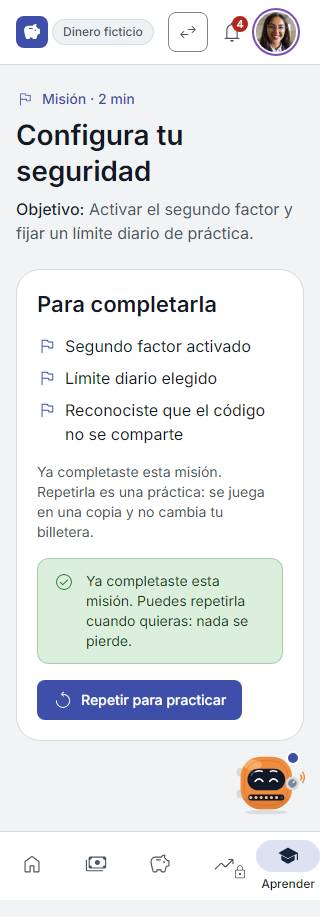 Dinero ficticio
4
Misión · 2 min
Configura tu
seguridad
Objetivo: Activar el segundo factor y
fijar un límite diario de práctica.
Para completarla
Segundo factor activado
Límite diario elegido
Reconociste que el código
no se comparte
Ya completaste esta misión.
Repetirla es una práctica: se juega
en una copia y no cambia tu
billetera.
Ya completaste esta
misión. Puedes repetirla
cuando quieras: nada se
pierde.
Repetir para practicar
Aprender